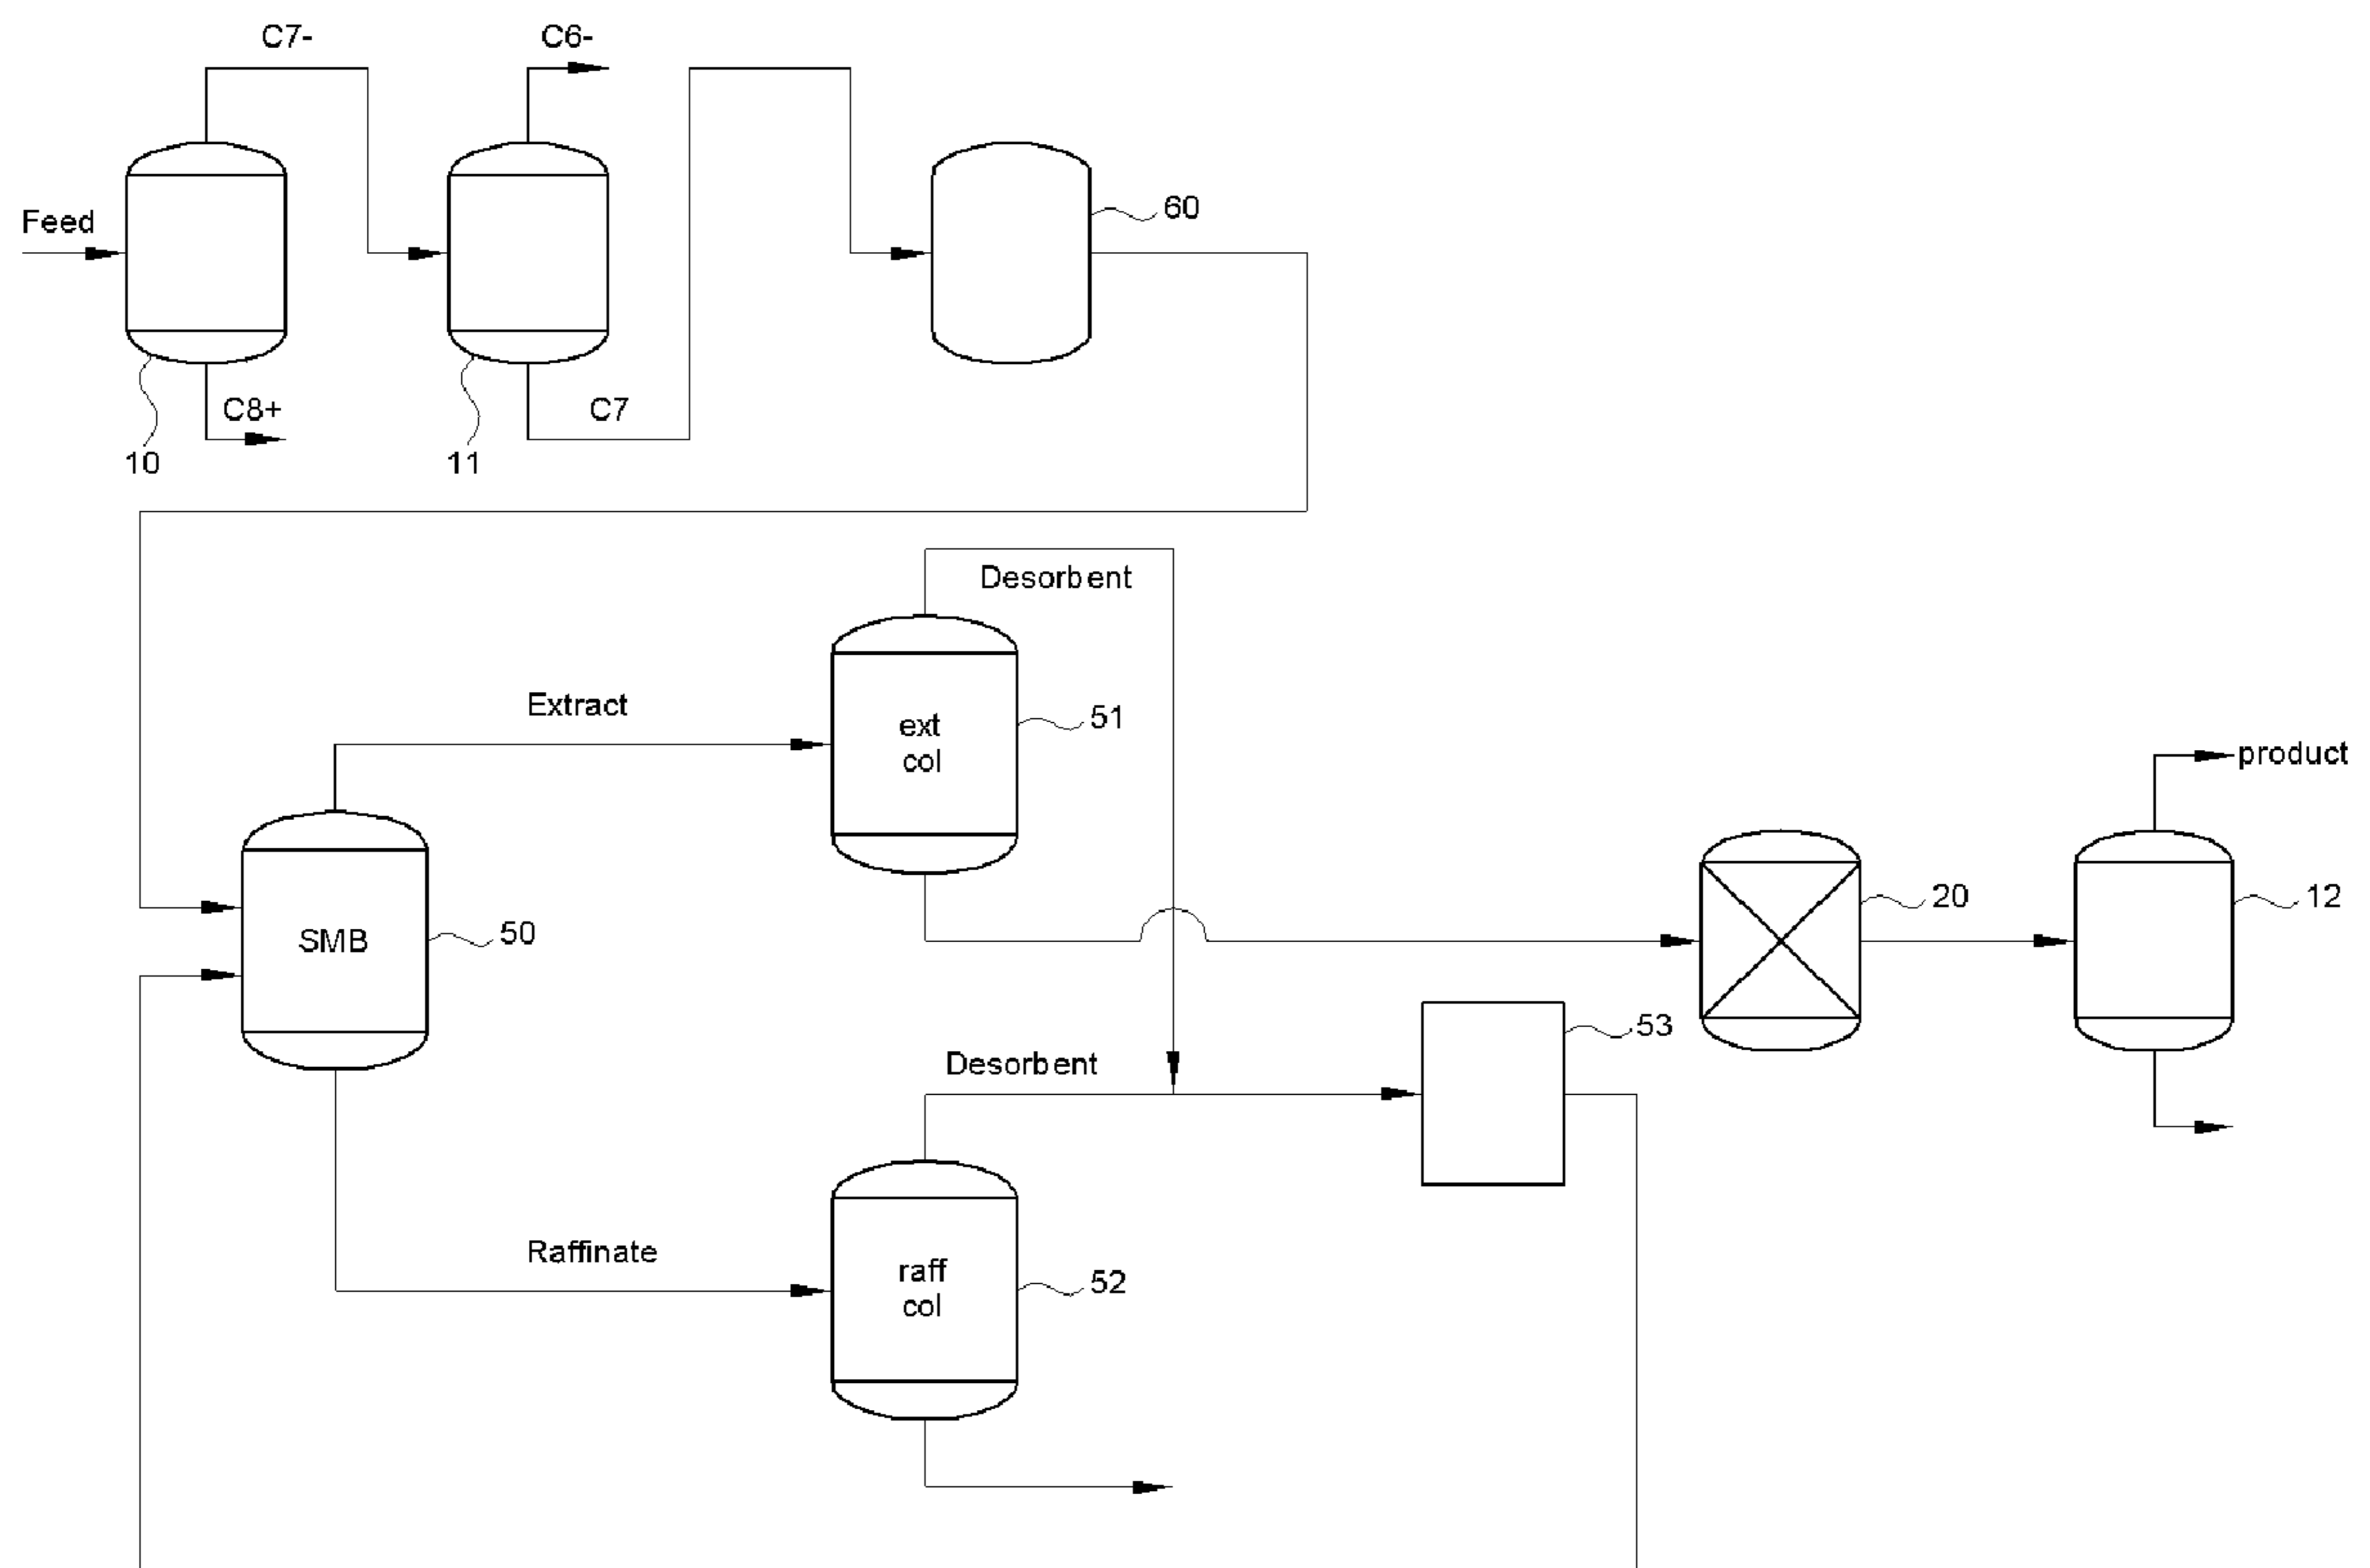 C7-
C6-
Feed
60
C8+
C7
10
11
Desorbent
Extract
51
ext
col
product
20
12
SMB
50
53
Desorbent
Raffinate
raff
col
52